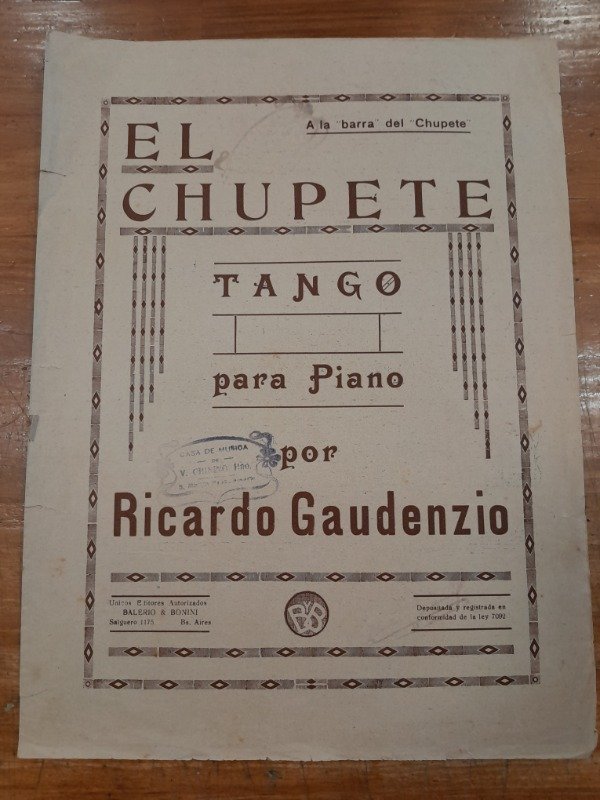 A la "barra" del "Chupete"
EL
CHUPETE
TANGO
para Piano
por
CASA DE MUSICA
DE
Ricardo Gaudenzio
Unicos Editores Autorizados
BALERIO & BONINI
Salguero 1175 Bs. Aires
BB
Depositada y registrada en
conformidad de la ley 7092